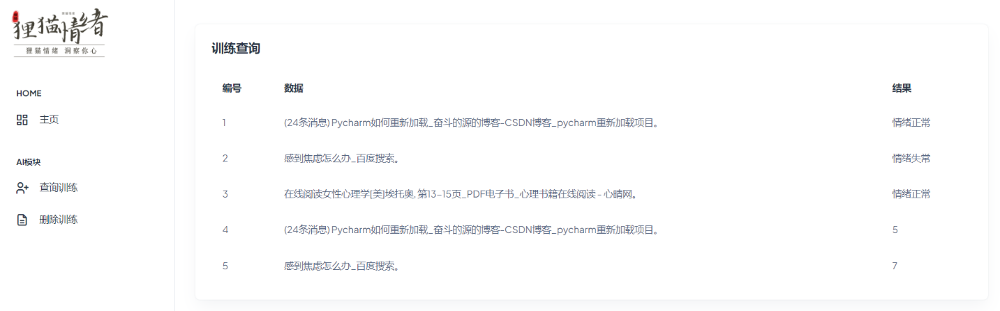 狸猫情绪
狸猫情绪 洞察你心
HOME
主页
AI模块
查询训练
删除训练
训练查询
编号 数据 结果
1 (24条消息) Pycharm如何重新加载_奋斗的源的博客-CSDN博客_pycharm重新加载项目。 情绪正常
2 感到焦虑怎么办_百度搜索。 情绪失常
3 在线阅读女性心理学[美]埃托奥, 第13-15页_PDF电子书_心理书籍在线阅读 - 心晴网。 情绪正常
4 (24条消息) Pycharm如何重新加载_奋斗的源的博客-CSDN博客_pycharm重新加载项目。 5
5 感到焦虑怎么办_百度搜索。 7